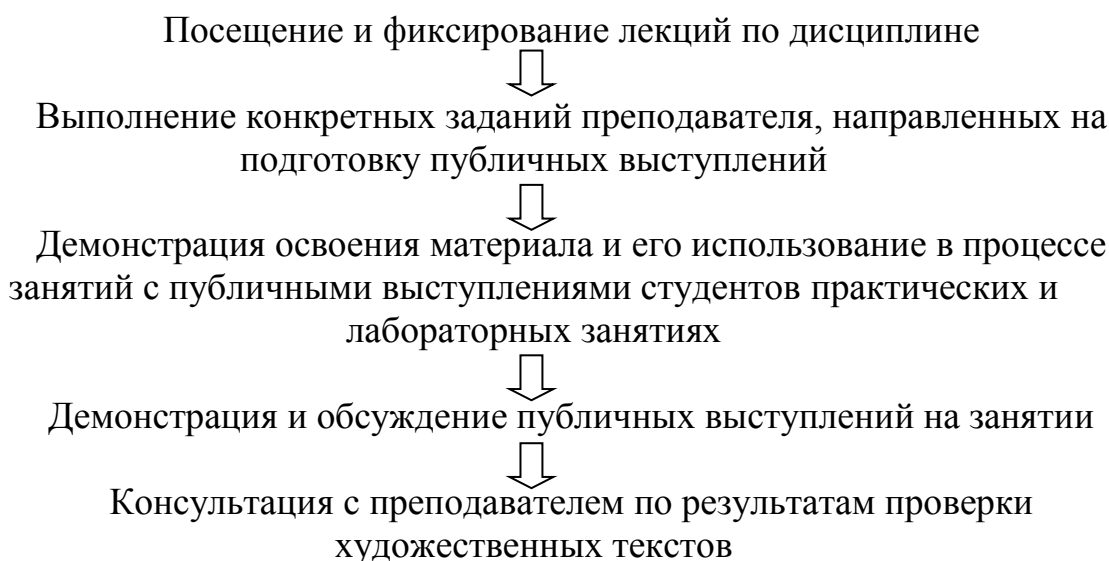 Посещение и фиксирование лекций по дисциплине
Выполнение конкретных заданий преподавателя, направленных на
подготовку публичных выступлений
Демонстрация освоения материала и его использование в процессе
занятий с публичными выступлениями студентов практических и
лабораторных занятиях
Демонстрация и обсуждение публичных выступлений на занятии
Консультация с преподавателем по результатам проверки
художественных текстов